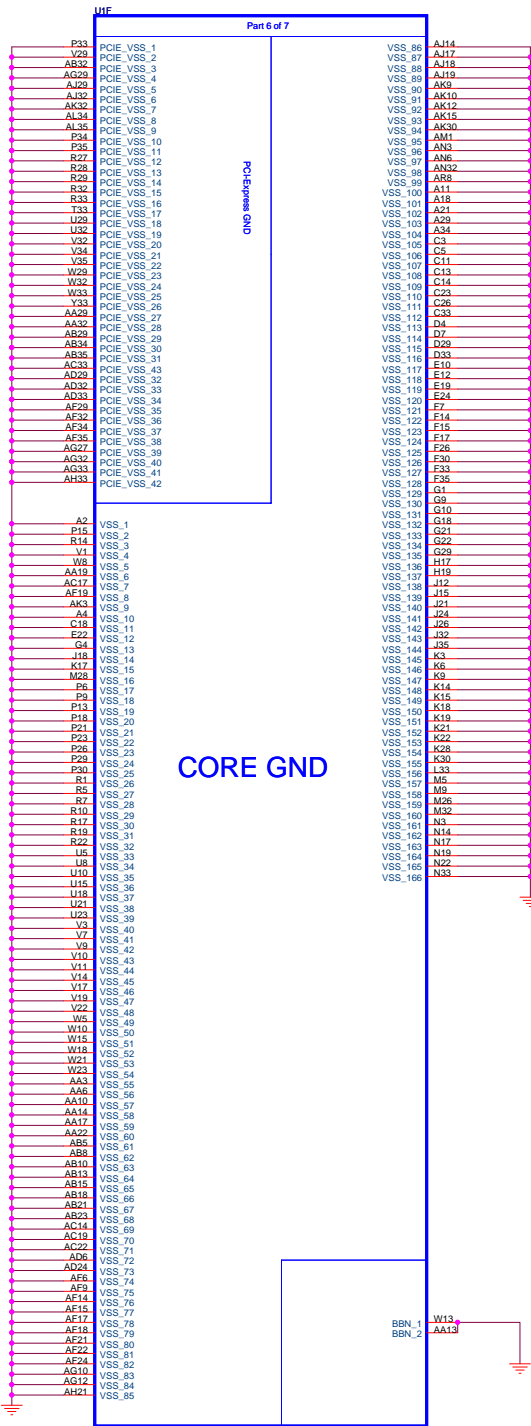 U1F
Part 6 of 7
P33 PCIE_VSS_1
V29 PCIE_VSS_2
AB32 PCIE_VSS_3
AG29 PCIE_VSS_4
AJ29 PCIE_VSS_5
AJ32 PCIE_VSS_6
AK32 PCIE_VSS_7
AL34 PCIE_VSS_8
AL35 PCIE_VSS_9
P34 PCIE_VSS_10
P35 PCIE_VSS_11
R27 PCIE_VSS_12
R28 PCIE_VSS_13
R29 PCIE_VSS_14
R32 PCIE_VSS_15
R33 PCIE_VSS_16
T33 PCIE_VSS_17
U29 PCIE_VSS_18
U32 PCIE_VSS_19
V32 PCIE_VSS_20
V34 PCIE_VSS_21
V35 PCIE_VSS_22
W29 PCIE_VSS_23
W32 PCIE_VSS_24
W33 PCIE_VSS_25
Y33 PCIE_VSS_26
AA29 PCIE_VSS_27
AA32 PCIE_VSS_28
AB29 PCIE_VSS_29
AB34 PCIE_VSS_30
AB35 PCIE_VSS_31
AC33 PCIE_VSS_43
AD29 PCIE_VSS_32
AD32 PCIE_VSS_33
AD33 PCIE_VSS_34
AF29 PCIE_VSS_35
AF32 PCIE_VSS_36
AF34 PCIE_VSS_37
AF35 PCIE_VSS_38
AG27 PCIE_VSS_39
AG32 PCIE_VSS_40
AG33 PCIE_VSS_41
AH33 PCIE_VSS_42
PCI-Express GND
A2 VSS_1
P15 VSS_2
R14 VSS_3
V1 VSS_4
W8 VSS_5
AA19 VSS_6
AC17 VSS_7
AF19 VSS_8
AK3 VSS_9
A4 VSS_10
C18 VSS_11
E22 VSS_12
G4 VSS_13
J18 VSS_14
K17 VSS_15
M28 VSS_16
P6 VSS_17
P9 VSS_18
P13 VSS_19
P18 VSS_20
P21 VSS_21
P23 VSS_22
P26 VSS_23
P29 VSS_24
P30 VSS_25
R1 VSS_26
R5 VSS_27
R7 VSS_28
R10 VSS_29
R17 VSS_30
R19 VSS_31
R22 VSS_32
U5 VSS_33
U8 VSS_34
U10 VSS_35
U15 VSS_36
U18 VSS_37
U21 VSS_38
U23 VSS_39
V3 VSS_40
V7 VSS_41
V9 VSS_42
V10 VSS_43
V11 VSS_44
V14 VSS_45
V17 VSS_46
V19 VSS_47
V22 VSS_48
W5 VSS_49
W10 VSS_50
W15 VSS_51
W18 VSS_52
W21 VSS_53
W23 VSS_54
AA3 VSS_55
AA6 VSS_56
AA10 VSS_57
AA14 VSS_58
AA17 VSS_59
AA22 VSS_60
AB5 VSS_61
AB8 VSS_62
AB10 VSS_63
AB13 VSS_64
AB15 VSS_65
AB18 VSS_66
AB21 VSS_67
AB23 VSS_68
AC14 VSS_69
AC19 VSS_70
AC22 VSS_71
AD6 VSS_72
AD24 VSS_73
AF6 VSS_74
AF9 VSS_75
AF14 VSS_76
AF15 VSS_77
AF17 VSS_78
AF18 VSS_79
AF21 VSS_80
AF22 VSS_81
AF24 VSS_82
AG10 VSS_83
AG12 VSS_84
AH21 VSS_85
CORE GND
VSS_86 AJ14
VSS_87 AJ17
VSS_88 AJ18
VSS_89 AJ19
VSS_90 AK9
VSS_91 AK10
VSS_92 AK12
VSS_93 AK15
VSS_94 AK30
VSS_95 AM1
VSS_96 AN3
VSS_97 AN6
VSS_98 AN32
VSS_99 AR8
VSS_100 A11
VSS_101 A18
VSS_102 A21
VSS_103 A29
VSS_104 A34
VSS_105 C3
VSS_106 C5
VSS_107 C11
VSS_108 C13
VSS_109 C14
VSS_110 C23
VSS_111 C26
VSS_112 C33
VSS_113 D4
VSS_114 D7
VSS_115 D29
VSS_116 D33
VSS_117 E10
VSS_118 E12
VSS_119 E19
VSS_120 E24
VSS_121 F7
VSS_122 F14
VSS_123 F15
VSS_124 F17
VSS_125 F26
VSS_126 F30
VSS_127 F33
VSS_128 F35
VSS_129 G1
VSS_130 G9
VSS_131 G10
VSS_132 G18
VSS_133 G21
VSS_134 G22
VSS_135 G29
VSS_136 H17
VSS_137 H19
VSS_138 J12
VSS_139 J15
VSS_140 J21
VSS_141 J24
VSS_142 J26
VSS_143 J32
VSS_144 J35
VSS_145 K3
VSS_146 K6
VSS_147 K9
VSS_148 K14
VSS_149 K15
VSS_150 K18
VSS_151 K19
VSS_152 K21
VSS_153 K22
VSS_154 K28
VSS_155 K30
VSS_156 L33
VSS_157 M5
VSS_158 M9
VSS_159 M26
VSS_160 M32
VSS_161 N3
VSS_162 N14
VSS_163 N17
VSS_164 N19
VSS_165 N22
VSS_166 N33
BBN_1 W13
BBN_2 AA13